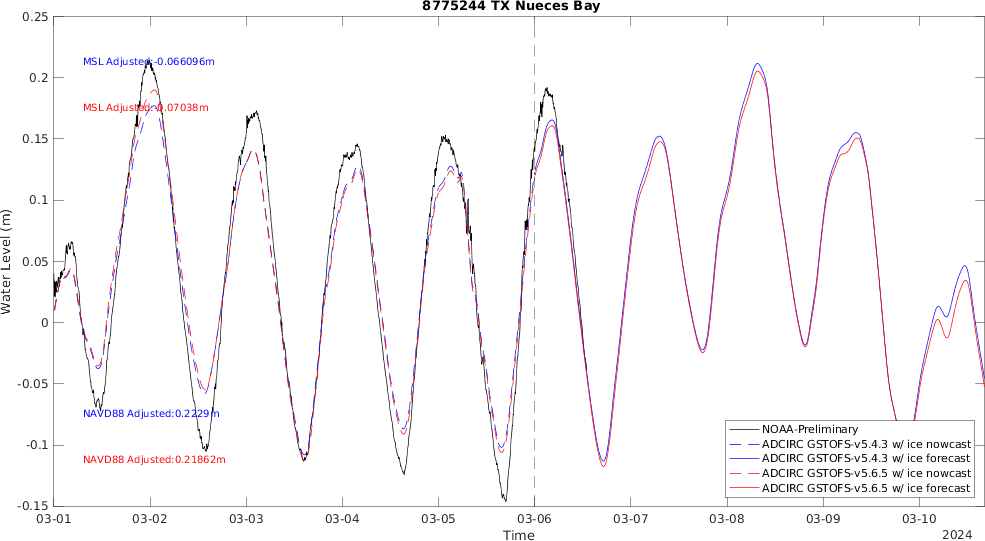 8775244 TX Nueces Bay
0.25
0.2
0.15
0.1
0.05
0
-0.05
-0.1
-0.15
Water Level (m)
MSL Adjusted:-0.066096m
MSL Adjusted:-0.07038m
NAVD88 Adjusted:0.2229m
NAVD88 Adjusted:0.21862m
NOAA-Preliminary
ADCIRC GSTOFS-v5.4.3 w/ ice nowcast
ADCIRC GSTOFS-v5.4.3 w/ ice forecast
ADCIRC GSTOFS-v5.6.5 w/ ice nowcast
ADCIRC GSTOFS-v5.6.5 w/ ice forecast
03-01 03-02 03-03 03-04 03-05 03-06 03-07 03-08 03-09 03-10
Time
2024